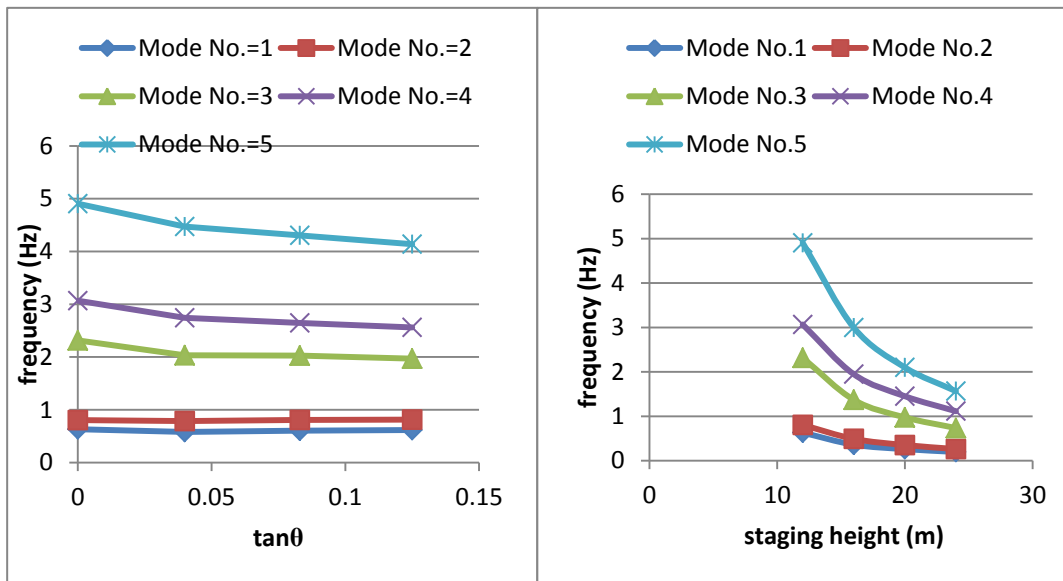 Mode No.=1 Mode No.=2
Mode No.=3 Mode No.=4
Mode No.=5
6
5
4
3
2
1
0
frequency (Hz)
0 0.05 0.1 0.15
tanθ
Mode No.1 Mode No.2
Mode No.3 Mode No.4
Mode No.5
6
5
4
3
2
1
0
frequency (Hz)
0 10 20 30
staging height (m)